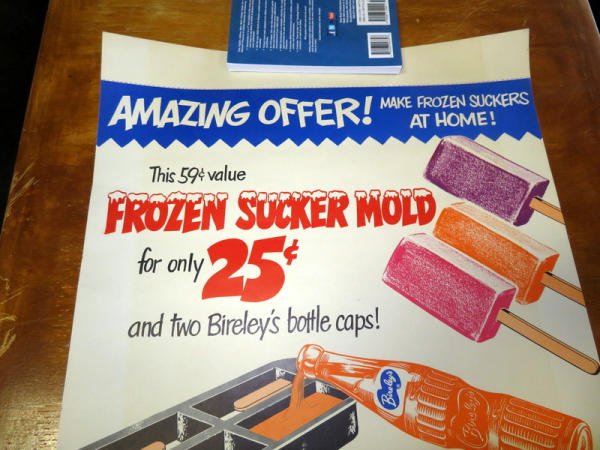 AMAZING OFFER!
MAKE FROZEN SUCKERS
AT HOME!
This 59¢ value
FROZEN SUCKER MOLD
for only 25¢
and two Bireley's bottle caps!
Bireley's
Bireley's